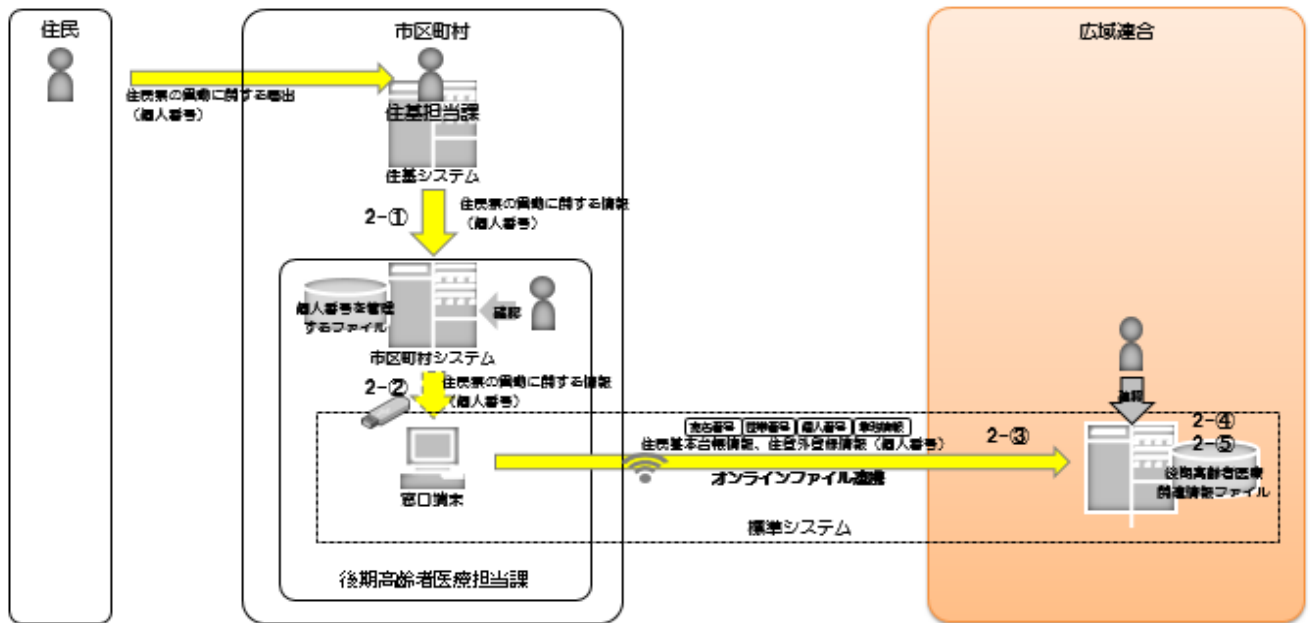 住民
市区町村
広域連合
住民票の異動に関する届出
（個人番号）
住基担当課
住基システム
2-①
住民票の異動に関する情報
（個人番号）
個人番号を管理
するファイル
確認
市区町村システム
2-②
住民票の異動に関する情報
（個人番号）
宛名番号 世帯番号 個人番号
住民基本台帳情報、住登外登録情報（個人番号）
2-③
オンラインファイル連携
窓口端末
確認
2-④
2-⑤
後期高齢者医療
関連情報ファイル
標準システム
後期高齢者医療担当課